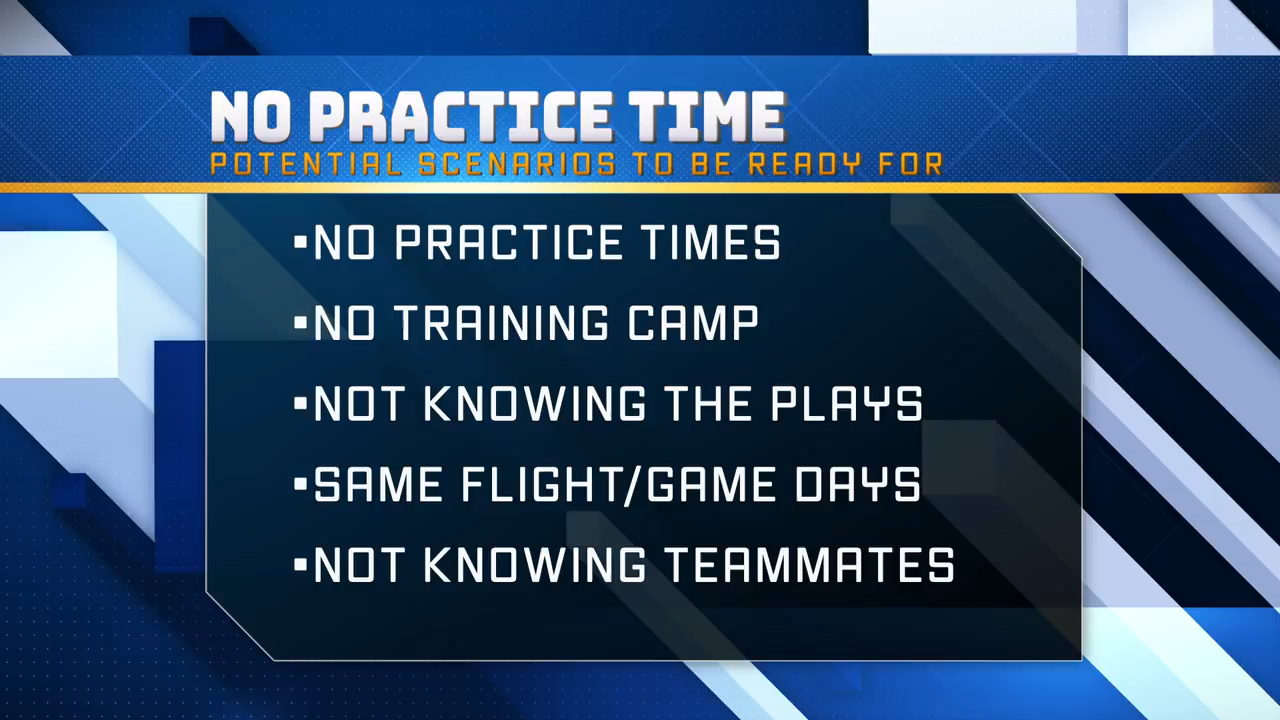 NO PRACTICE TIME
POTENTIAL SCENARIOS TO BE READY FOR
▪NO PRACTICE TIMES
▪NO TRAINING CAMP
▪NOT KNOWING THE PLAYS
▪SAME FLIGHT/GAME DAYS
▪NOT KNOWING TEAMMATES